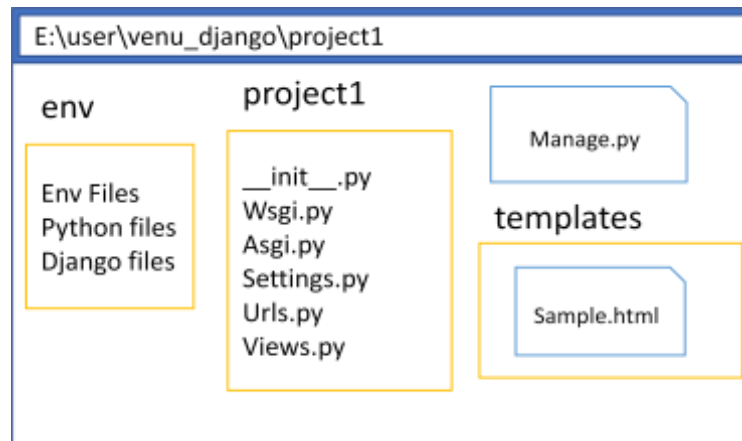 E:\user\venu_django\project1
env
Env Files
Python files
Django files
project1
__init__.py
Wsgi.py
Asgi.py
Settings.py
Urls.py
Views.py
Manage.py
templates
Sample.html